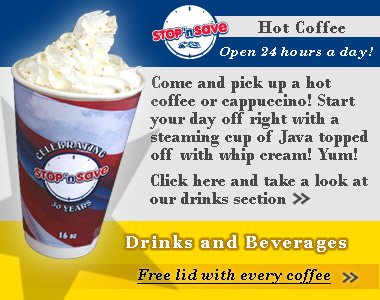 STOP 'n Save
Hot Coffee
Open 24 hours a day!
Come and pick up a hot
coffee or cappuccino! Start
your day off right with a
steaming cup of Java topped
off with whip cream! Yum!
Click here and take a look at
our drinks section >>
CELEBRATING
STOP 'n Save
30 YEARS
16 oz
Drinks and Beverages
Free lid with every coffee >>